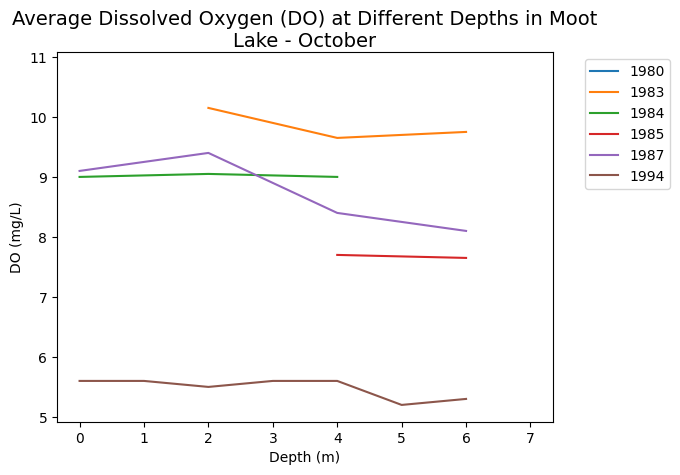 Average Dissolved Oxygen (DO) at Different Depths in Moot
Lake - October
11
10
9
8
7
6
5
DO (mg/L)
0 1 2 3 4 5 6 7
Depth (m)
1980
1983
1984
1985
1987
1994